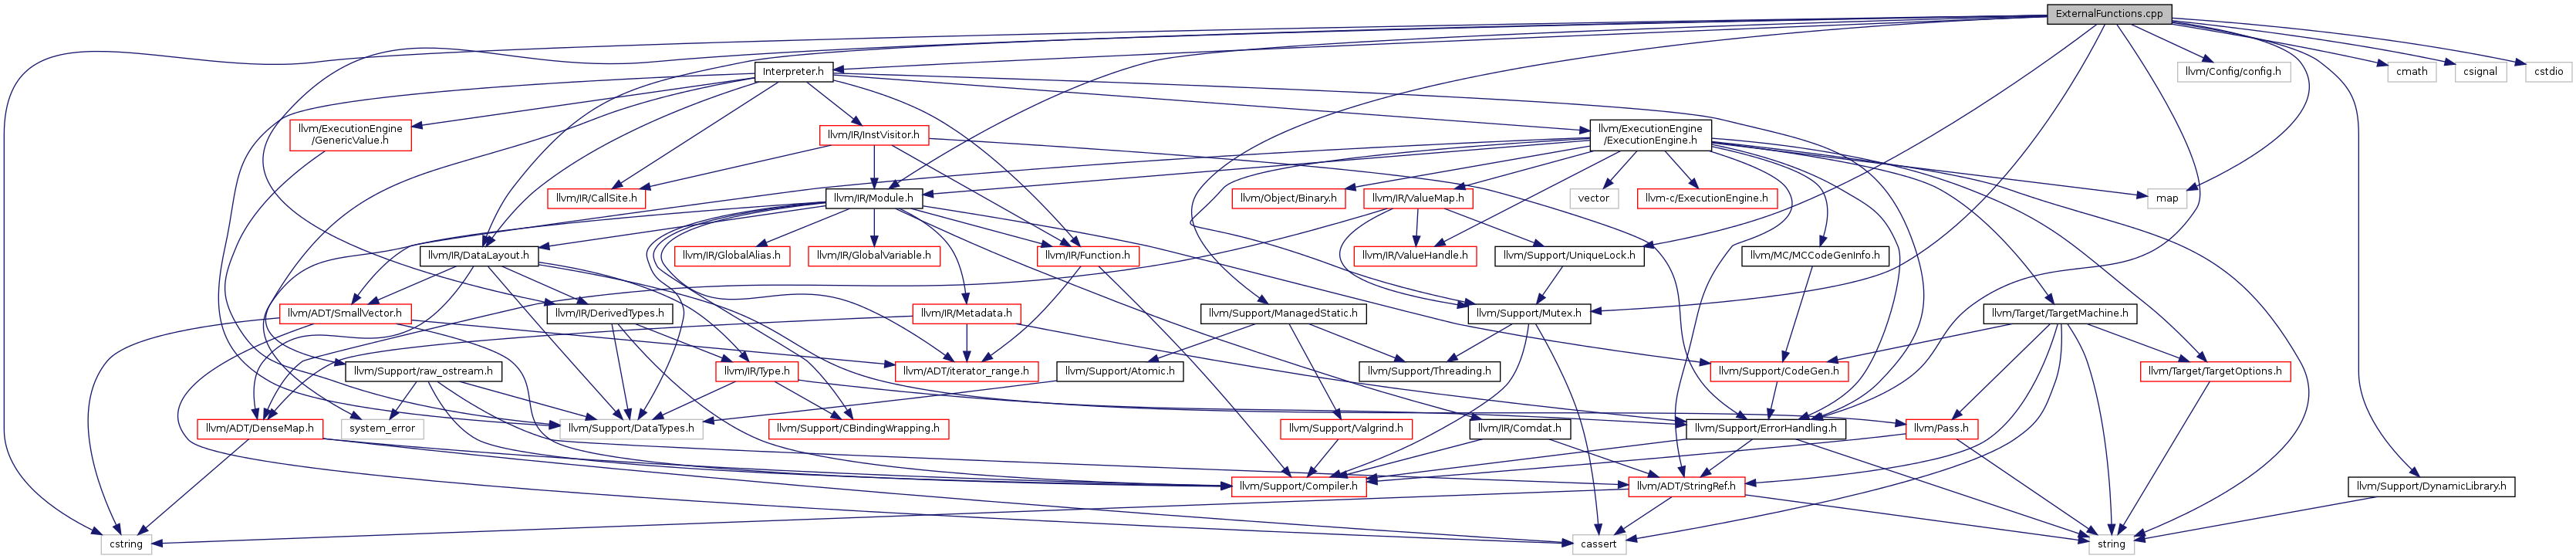 ExternalFunctions.cpp
Interpreter.h
llvm/Config/config.h
cmath
csignal
cstdio
llvm/ExecutionEngine
/GenericValue.h
llvm/IR/InstVisitor.h
llvm/ExecutionEngine
/ExecutionEngine.h
llvm/IR/CallSite.h
llvm/IR/Module.h
llvm/Object/Binary.h
llvm/IR/ValueMap.h
vector
llvm-c/ExecutionEngine.h
map
llvm/IR/DataLayout.h
llvm/IR/GlobalAlias.h
llvm/IR/GlobalVariable.h
llvm/IR/Function.h
llvm/IR/ValueHandle.h
llvm/Support/UniqueLock.h
llvm/MC/MCCodeGenInfo.h
llvm/ADT/SmallVector.h
llvm/IR/DerivedTypes.h
llvm/IR/Metadata.h
llvm/Support/ManagedStatic.h
llvm/Support/Mutex.h
llvm/Target/TargetMachine.h
llvm/Support/raw_ostream.h
llvm/IR/Type.h
llvm/ADT/iterator_range.h
llvm/Support/Atomic.h
llvm/Support/Threading.h
llvm/Support/CodeGen.h
llvm/Target/TargetOptions.h
llvm/ADT/DenseMap.h
system_error
llvm/Support/DataTypes.h
llvm/Support/CBindingWrapping.h
llvm/Support/Valgrind.h
llvm/IR/Comdat.h
llvm/Support/ErrorHandling.h
llvm/Pass.h
llvm/Support/Compiler.h
llvm/ADT/StringRef.h
llvm/Support/DynamicLibrary.h
cstring
cassert
string